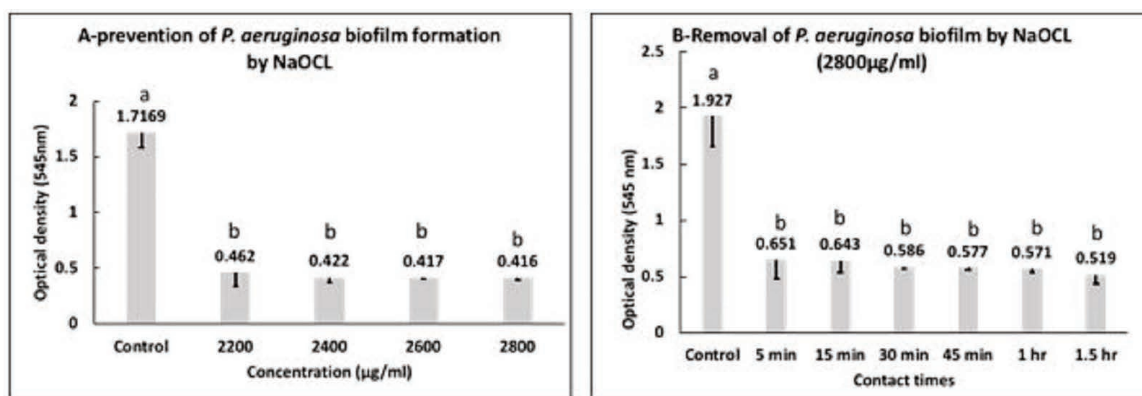 A-prevention of P. aeruginosa biofilm formation
by NaOCL
a
2
1.7169
1.5
1
0.5
0
Optical density (545nm)
b
b
b
b
0.462
0.422
0.417
0.416
Control
2200
2400
2600
2800
Concentration (µg/ml)
B-Removal of P. aeruginosa biofilm by NaOCL
(2800µg/ml)
2.5
2
1.5
1
0.5
0
Optical density (545 nm)
a
1.927
b
b
b
b
b
b
0.651
0.643
0.586
0.577
0.571
0.519
Control
5 min
15 min
30 min
45 min
1 hr
1.5 hr
Contact times